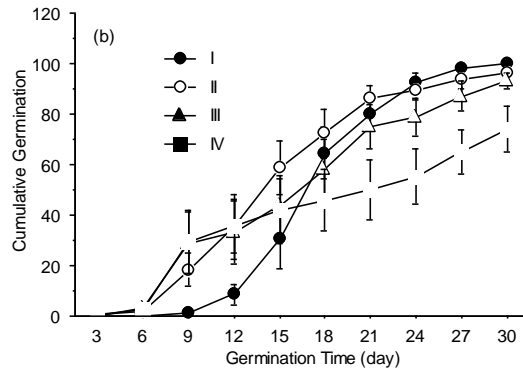 (b)
I
II
III
IV
120
100
80
60
40
20
0
Cumulative Germination
3 6 9 12 15 18 21 24 27 30
Germination Time (day)